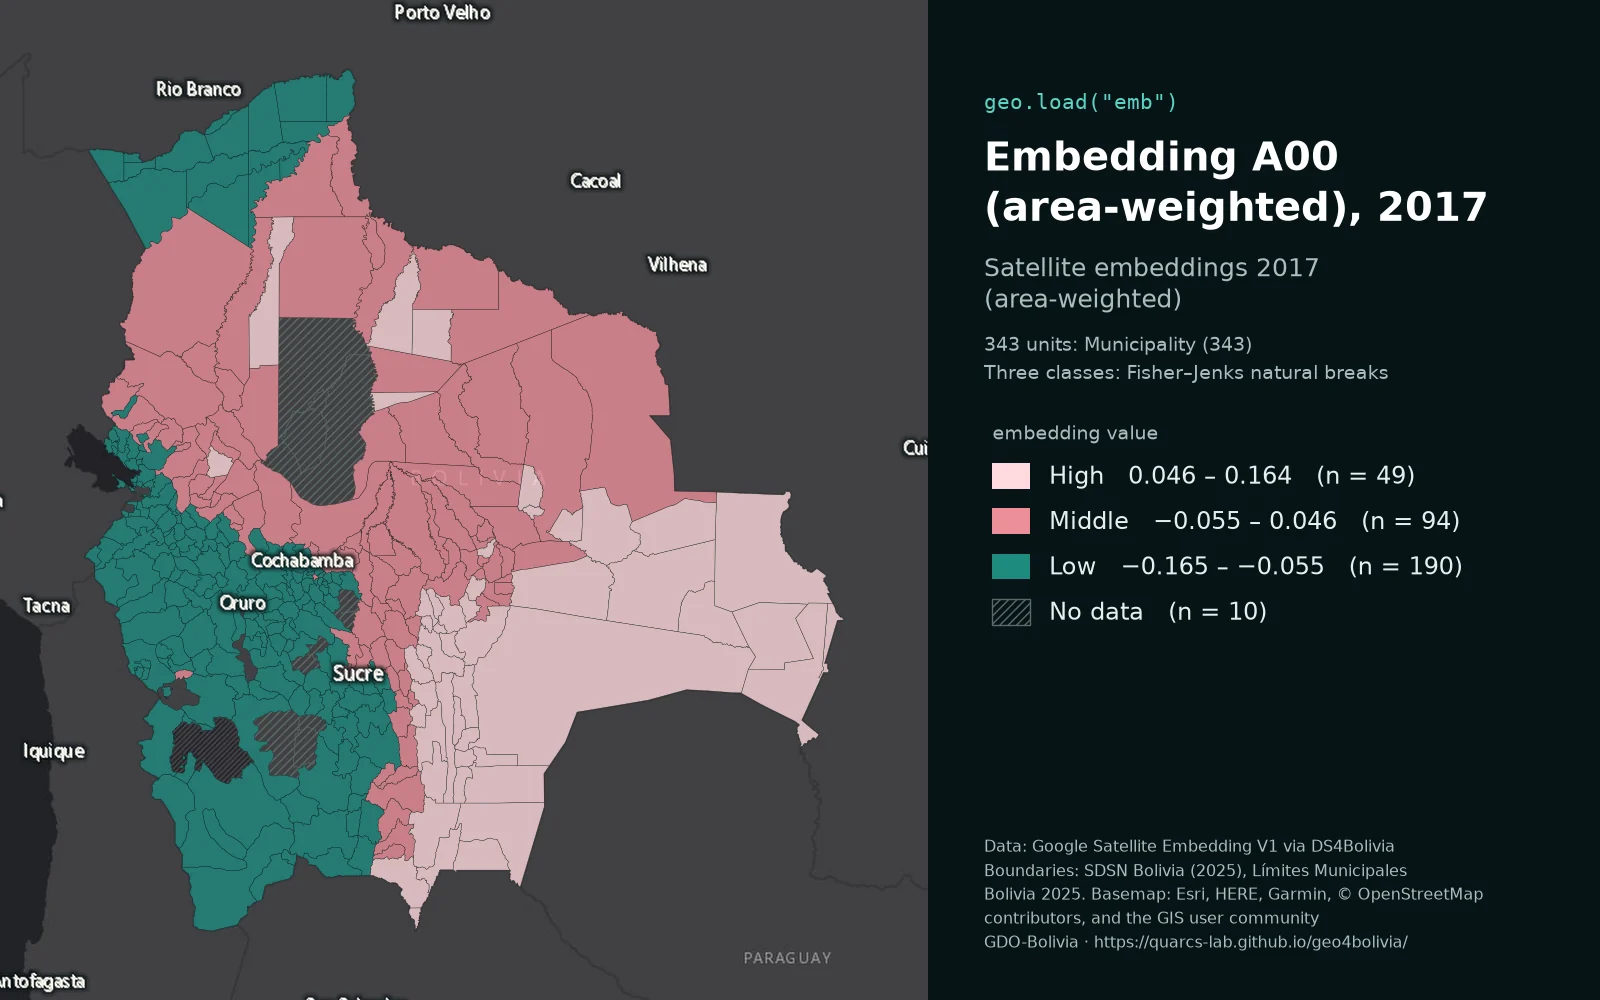 Porto Velho
Rio Branco
Cacoal
Vilhena
BOLIVIA
Cochabamba
Oruro
Tacna
Sucre
Iquique
PARAGUAY
geo.load("emb")
Embedding A00
(area-weighted), 2017
Satellite embeddings 2017
(area-weighted)
343 units: Municipality (343)
Three classes: Fisher–Jenks natural breaks
embedding value
High 0.046 – 0.164 (n = 49)
Middle −0.055 – 0.046 (n = 94)
Low −0.165 – −0.055 (n = 190)
No data (n = 10)
Data: Google Satellite Embedding V1 via DS4Bolivia
Boundaries: SDSN Bolivia (2025), Límites Municipales
Bolivia 2025. Basemap: Esri, HERE, Garmin, © OpenStreetMap
contributors, and the GIS user community
GDO-Bolivia · https://quarcs-lab.github.io/geo4bolivia/